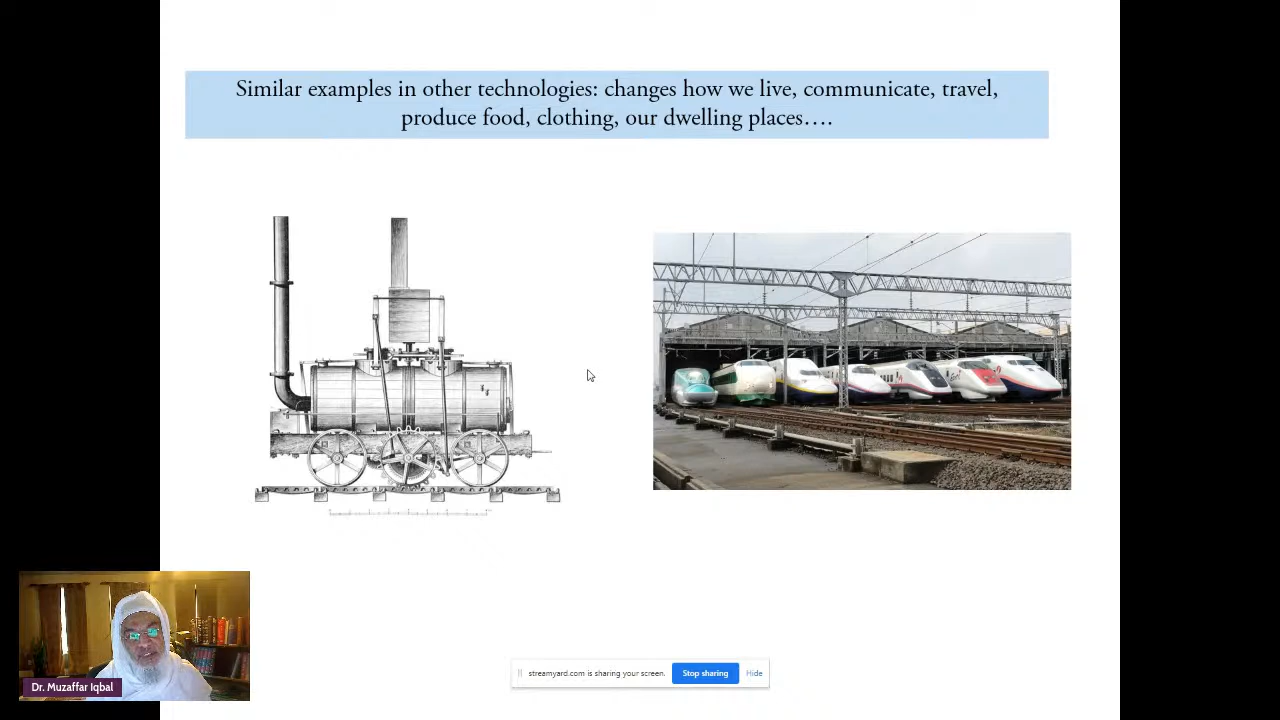 Similar examples in other technologies: changes how we live, communicate, travel,
produce food, clothing, our dwelling places….
Dr. Muzaffar Iqbal
streamyard.com is sharing your screen. Stop sharing Hide